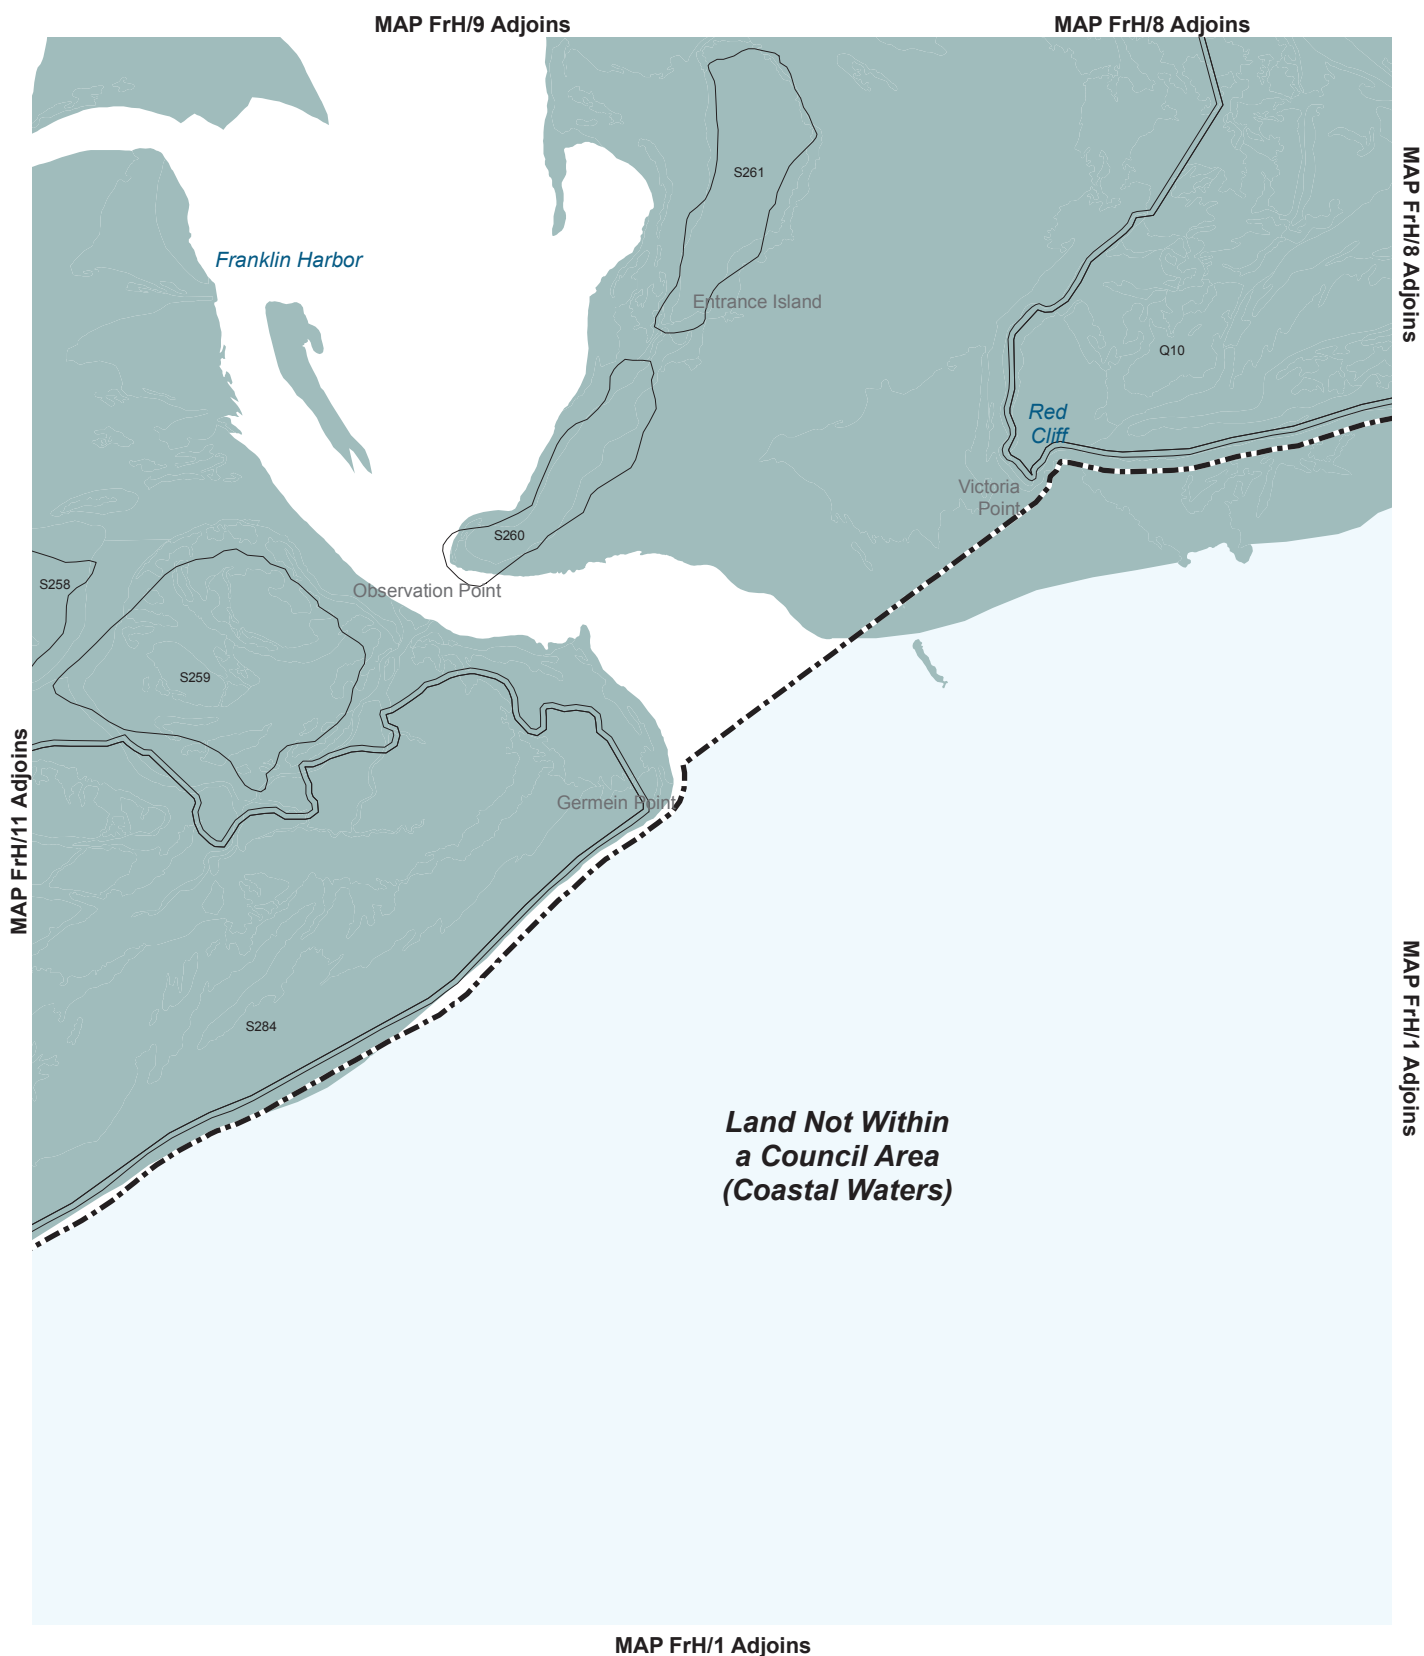 MAP FrH/9 Adjoins
MAP FrH/8 Adjoins
S261
MAP FrH/8 Adjoins
Franklin Harbor
Entrance Island
Q10
Red
Cliff
Victoria
Point
S260
S258
Observation Point
S259
MAP FrH/11 Adjoins
Germein Point
MAP FrH/1 Adjoins
S284
Land Not Within
a Council Area
(Coastal Waters)
MAP FrH/1 Adjoins